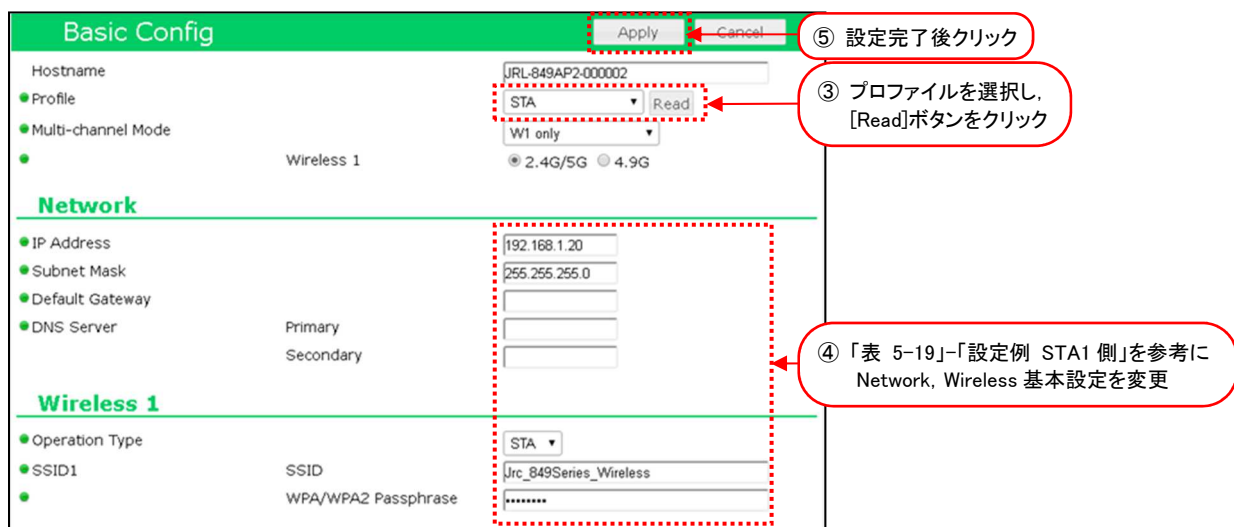 Basic Config
Apply
Cancel
⑤ 設定完了後クリック
Hostname
JRL-849AP2-000002
Profile
STA
Read
③ プロファイルを選択し,
[Read]ボタンをクリック
Multi-channel Mode
W1 only
Wireless 1
2.4G/5G
4.9G
Network
IP Address
192.168.1.20
Subnet Mask
255.255.255.0
Default Gateway
DNS Server
Primary
Secondary
④ 「表 5-19」-「設定例 STA1 側」を参考に
Network, Wireless 基本設定を変更
Wireless 1
Operation Type
STA
SSID1
SSID
Jrc_849Series_Wireless
WPA/WPA2 Passphrase
••••••••